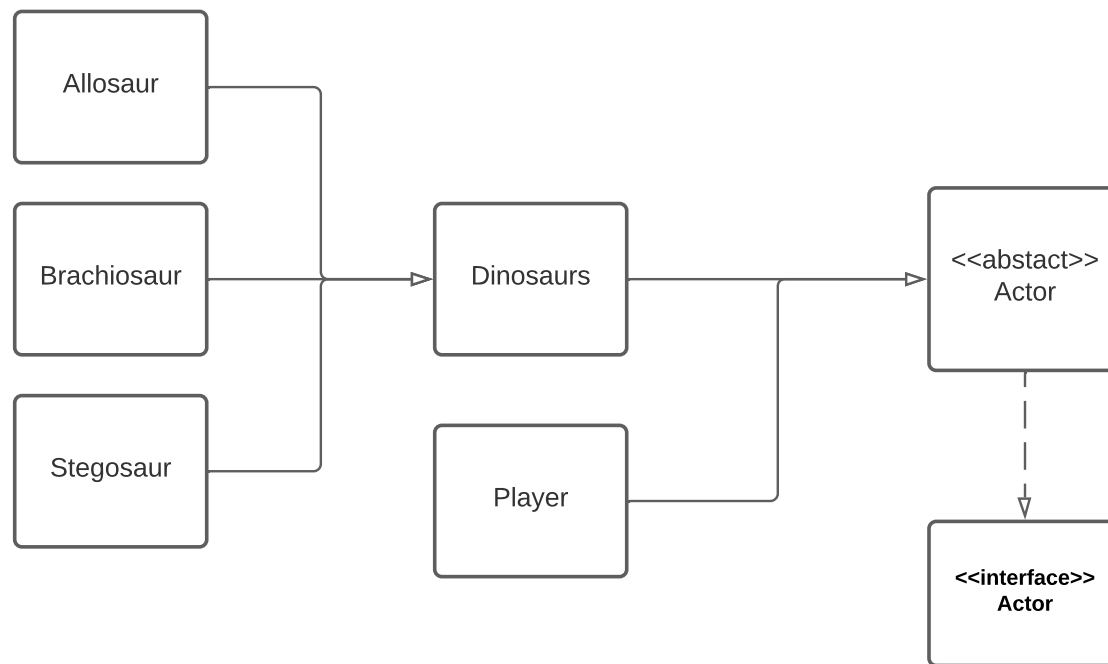 Allosaur
Brachiosaur
Dinosaurs
<<abstact>>
Actor
Stegosaur
Player
<<interface>>
Actor